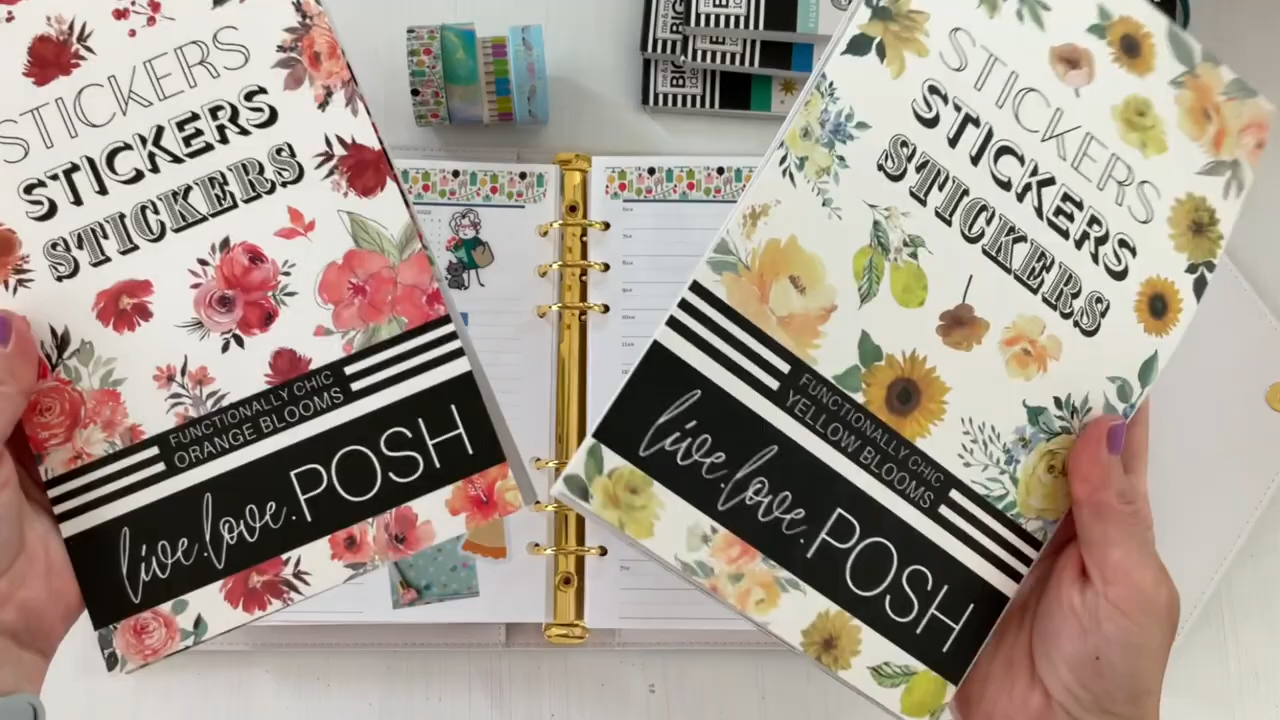 STICKERS
STICKERS
STICKERS
FUNCTIONALLY CHIC
ORANGE BLOOMS
live.love.POSH
STICKERS
STICKERS
STICKERS
FUNCTIONALLY CHIC
YELLOW BLOOMS
live.love.POSH